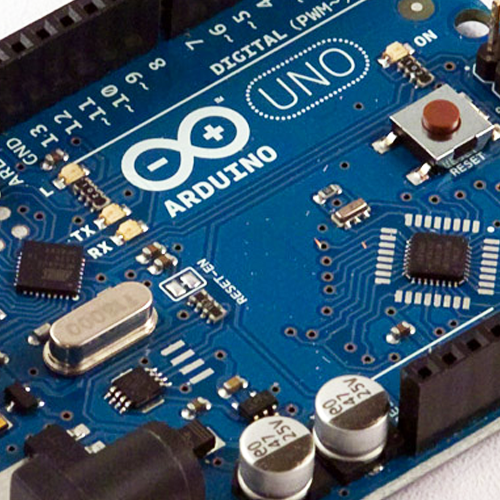 ON
DIGITAL (PWM~)
~5
~6
7
8
~9
~10
~11
12
13
GND
AREF
UNO
ARDUINO
RESET
L
TX
RX
RESET-EN
47
25V
47
25V